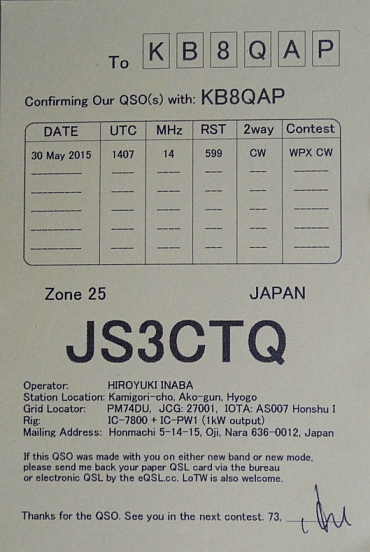 To K B 8 Q A P
Confirming Our QSO(s) with: KB8QAP
DATE UTC MHz RST 2way Contest
30 May 2015 1407 14 599 CW WPX CW
Zone 25 JAPAN
JS3CTQ
Operator: HIROYUKI INABA
Station Location: Kamigori-cho, Ako-gun, Hyogo
Grid Locator: PM74DU, JCG: 27001, IOTA: AS007 Honshu I
Rig: IC-7800 + IC-PW1 (1kW output)
Mailing Address: Honmachi 5-14-15, Oji, Nara 636-0012, Japan
If this QSO was made with you on either new band or new mode,
please send me back your paper QSL card via the bureau
or electronic QSL by the eQSL.cc. LoTW is also welcome.
Thanks for the QSO. See you in the next contest. 73,